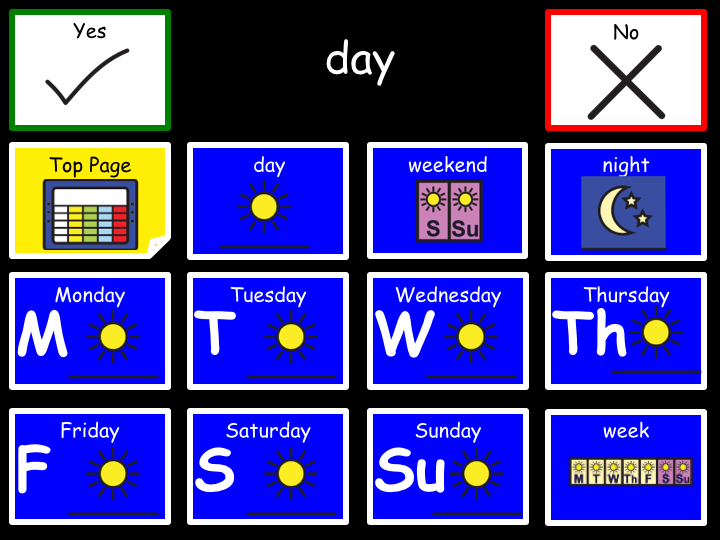 Yes
day
No
Top Page
day
weekend
S Su
night
Monday
M
Tuesday
T
Wednesday
W
Thursday
Th
Friday
F
Saturday
S
Sunday
Su
week
M T W Th F S Su